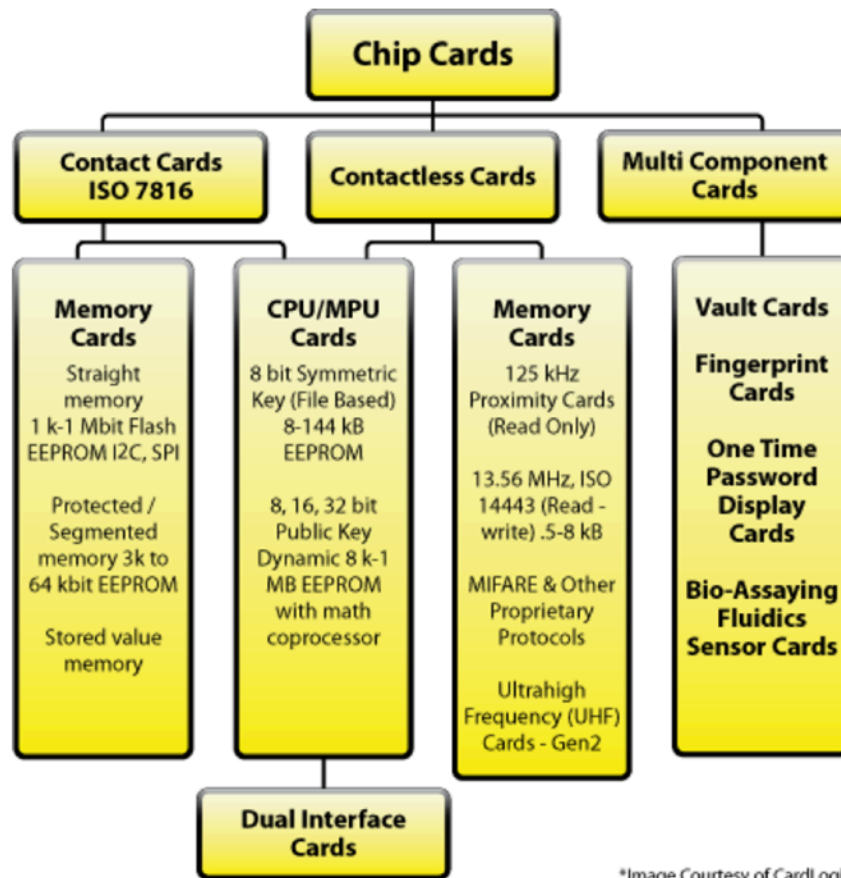 Chip Cards
Contact Cards
ISO 7816
Contactless Cards
Multi Component
Cards
Memory
Cards
Straight
memory
1 k-1 Mbit Flash
EEPROM I²C, SPI
Protected /
Segmented
memory 3k to
64 kbit EEPROM
Stored value
memory
CPU/MPU
Cards
8 bit Symmetric
Key (File Based)
8-144 kB
EEPROM
8, 16, 32 bit
Public Key
Dynamic 8 k-1
MB EEPROM
with math
coprocessor
Memory
Cards
125 kHz
Proximity Cards
(Read Only)
13.56 MHz, ISO
14443 (Read -
write) .5-8 kB
MIFARE & Other
Proprietary
Protocols
Ultrahigh
Frequency (UHF)
Cards - Gen2
Vault Cards
Fingerprint
Cards
One Time
Password
Display
Cards
Bio-Assaying
Fluidics
Sensor Cards
Dual Interface
Cards
*Image Courtesy of CardLogi